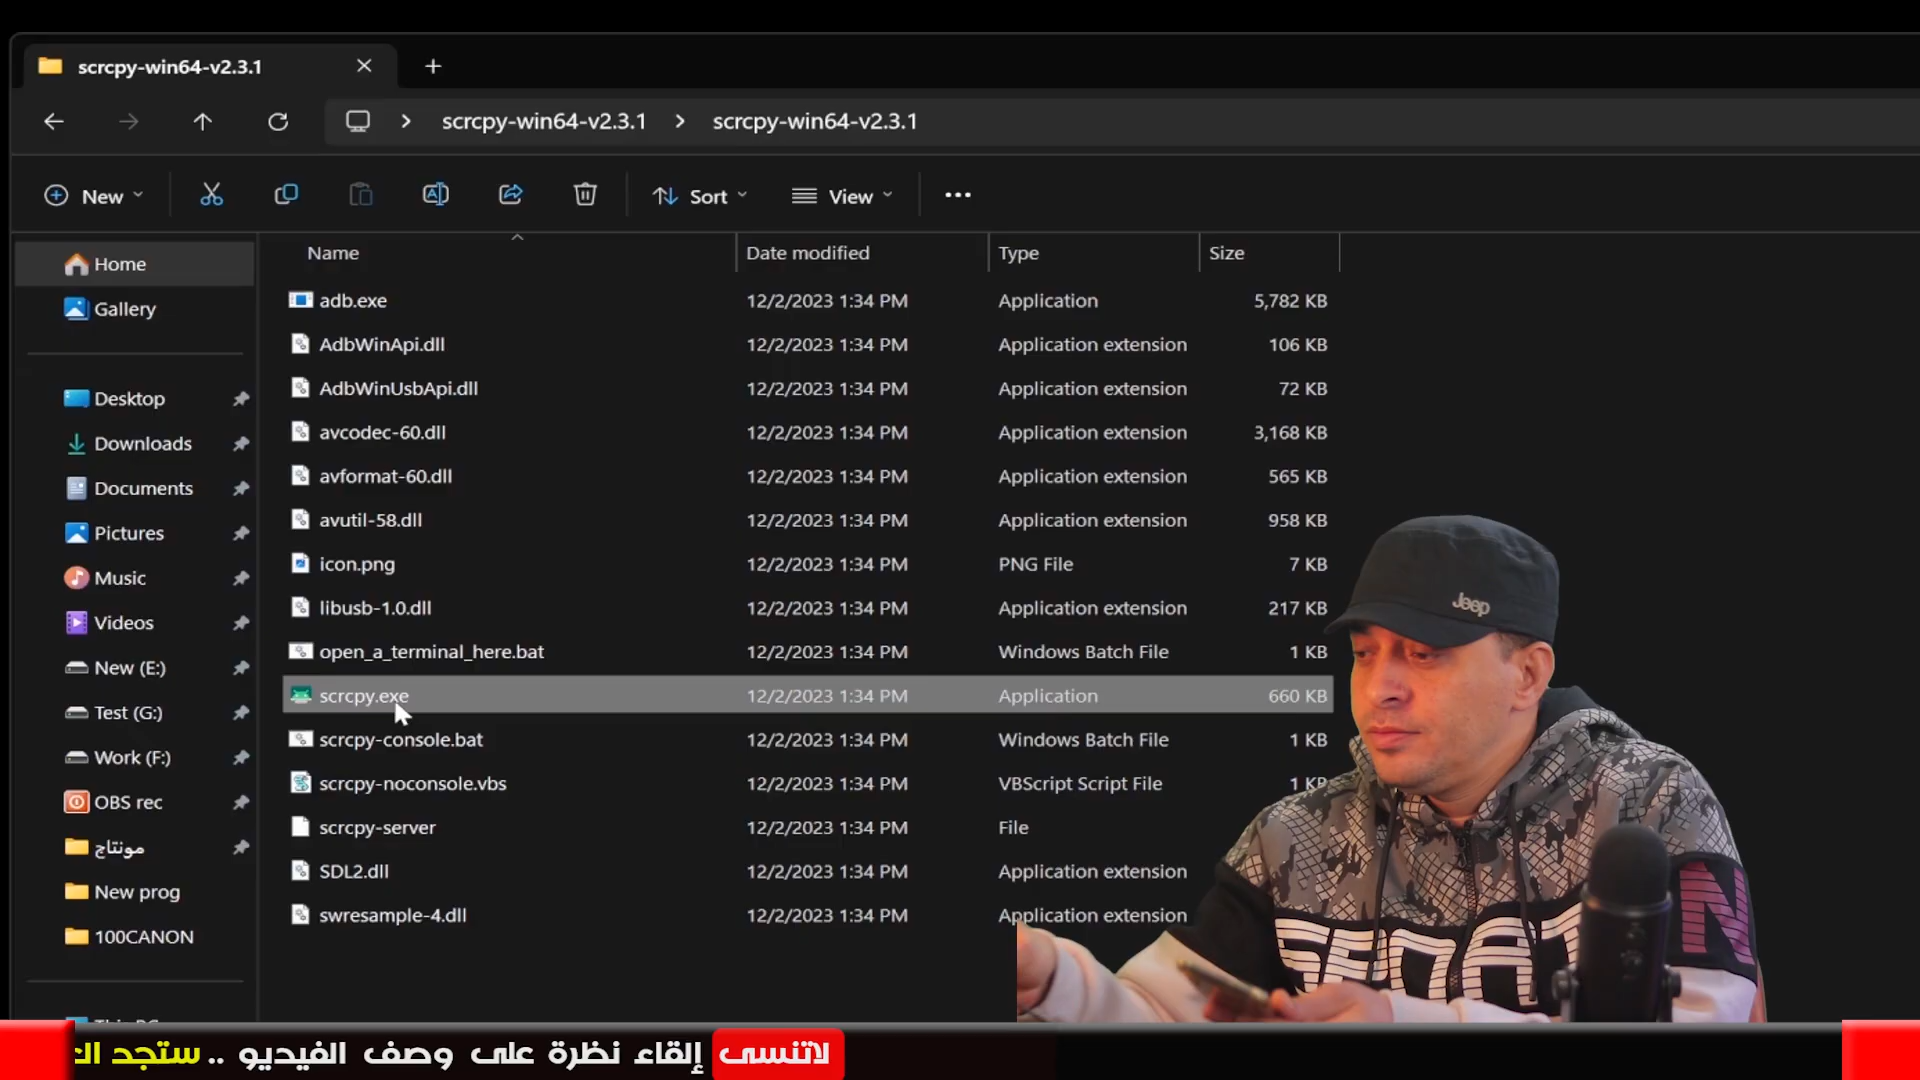 scrcpy-win64-v2.3.1
scrcpy-win64-v2.3.1 > scrcpy-win64-v2.3.1
New Sort View
Name Date modified Type Size
Home
Gallery
Desktop
Downloads
Documents
Pictures
Music
Videos
New (E:)
Test (G:)
Work (F:)
OBS rec
مونتاج
New prog
100CANON
adb.exe 12/2/2023 1:34 PM Application 5,782 KB
AdbWinApi.dll 12/2/2023 1:34 PM Application extension 106 KB
AdbWinUsbApi.dll 12/2/2023 1:34 PM Application extension 72 KB
avcodec-60.dll 12/2/2023 1:34 PM Application extension 3,168 KB
avformat-60.dll 12/2/2023 1:34 PM Application extension 565 KB
avutil-58.dll 12/2/2023 1:34 PM Application extension 958 KB
icon.png 12/2/2023 1:34 PM PNG File 7 KB
libusb-1.0.dll 12/2/2023 1:34 PM Application extension 217 KB
open_a_terminal_here.bat 12/2/2023 1:34 PM Windows Batch File 1 KB
scrcpy.exe 12/2/2023 1:34 PM Application 660 KB
scrcpy-console.bat 12/2/2023 1:34 PM Windows Batch File 1 KB
scrcpy-noconsole.vbs 12/2/2023 1:34 PM VBScript Script File 1 KB
scrcpy-server 12/2/2023 1:34 PM File
SDL2.dll 12/2/2023 1:34 PM Application extension
swresample-4.dll 12/2/2023 1:34 PM Application extension
Jeep
لاتنسى إلقاء نظرة على وصف الفيديو .. ستجد